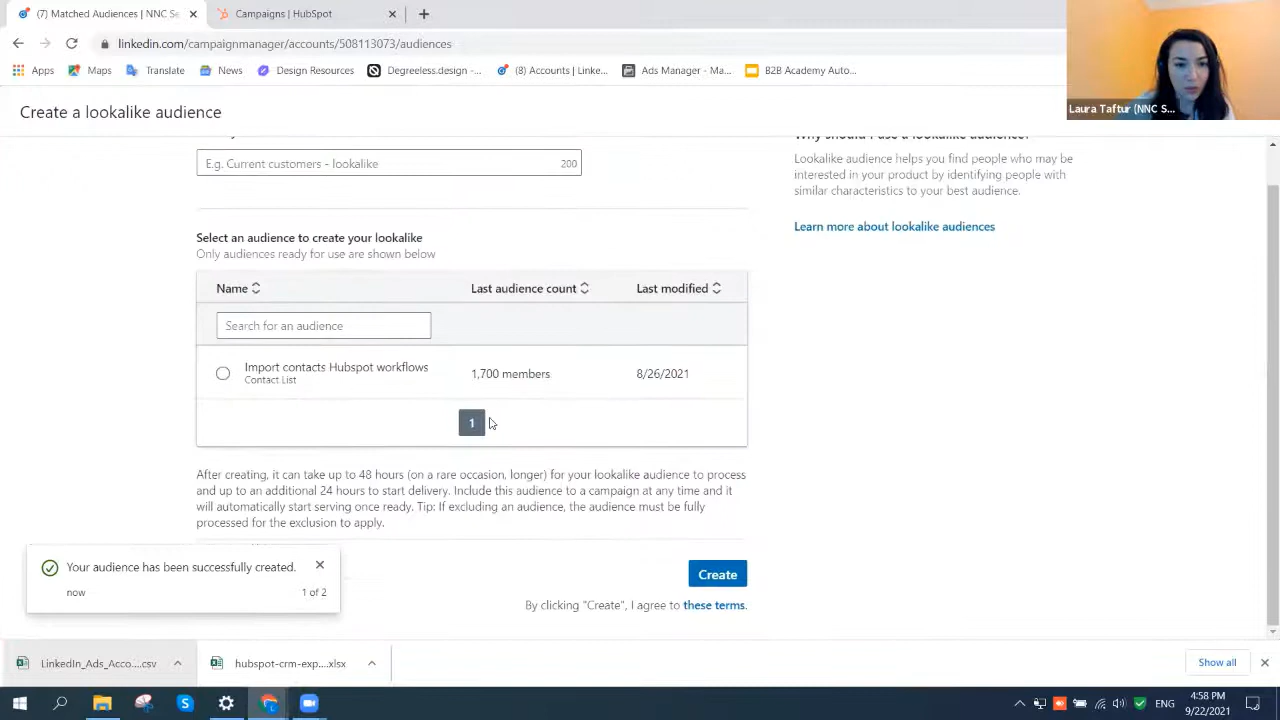 (7) Matched Audiences | NNC Se
Campaigns | HubSpot
linkedin.com/campaignmanager/accounts/508113073/audiences
Apps
Maps
Translate
News
Design Resources
Degreeless.design -...
(8) Accounts | Linke...
Ads Manager - Ma...
B2B Academy Auto...
Laura Taftur (NNC S...
Create a lookalike audience
Why should I use a lookalike audience?
E.g. Current customers - lookalike
200
Lookalike audience helps you find people who may be
interested in your product by identifying people with
similar characteristics to your best audience.
Learn more about lookalike audiences
Select an audience to create your lookalike
Only audiences ready for use are shown below
Name
Last audience count
Last modified
Search for an audience
Import contacts Hubspot workflows
Contact List
1,700 members
8/26/2021
1
After creating, it can take up to 48 hours (on a rare occasion, longer) for your lookalike audience to process
and up to an additional 24 hours to start delivery. Include this audience to a campaign at any time and it
will automatically start serving once ready. Tip: If excluding an audience, the audience must be fully
processed for the exclusion to apply.
Your audience has been successfully created.
now
1 of 2
Create
By clicking "Create", I agree to these terms.
LinkedIn_Ads_Acco....csv
hubspot-crm-exp....xlsx
Show all
ENG
4:58 PM
9/22/2021